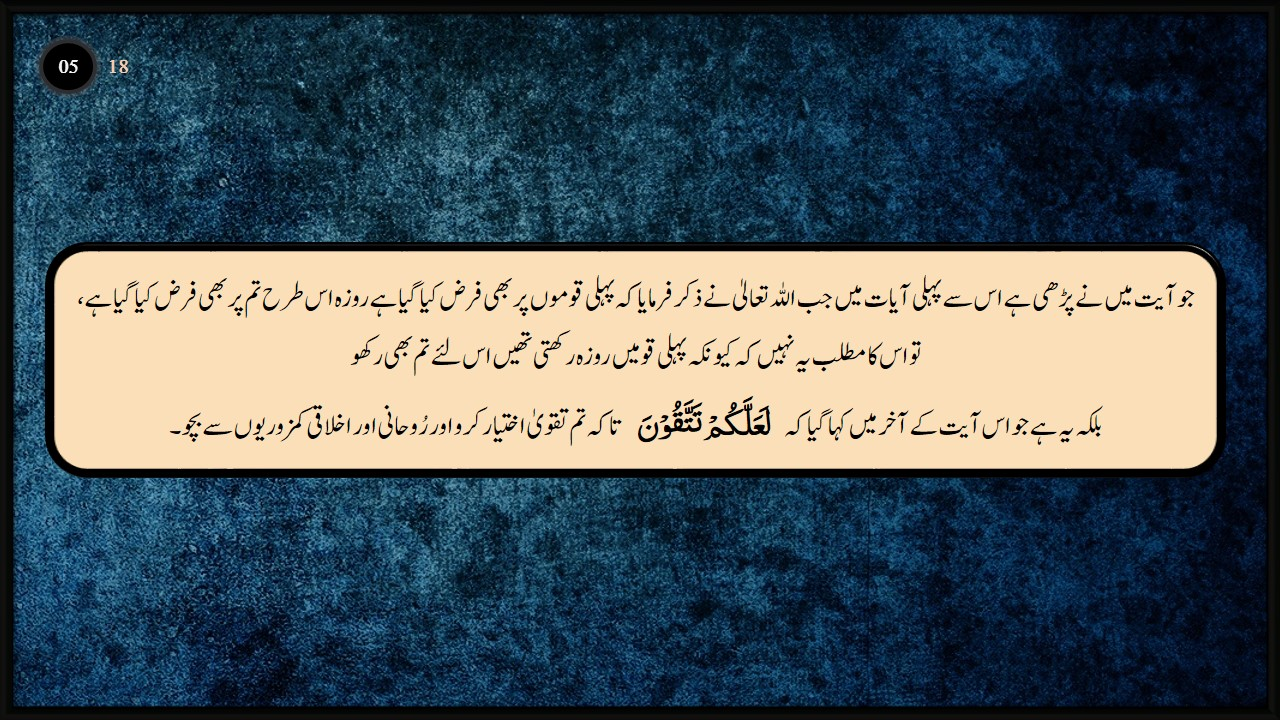 05 18
جو آیت میں نے پڑھی ہے اس سے پہلی آیات میں جب اللہ تعالیٰ نے ذکر فرمایا کہ پہلی قوموں پر بھی فرض کیا گیا ہے روزہ اس طرح تم پر بھی فرض کیا گیا ہے،
تو اس کا مطلب یہ نہیں کہ کیونکہ پہلی قومیں روزہ رکھتی تھیں اس لئے تم بھی رکھو
بلکہ یہ ہے جو اس آیت کے آخر میں کہا گیا کہ لَعَلَّكُمْ تَتَّقُوْنَ تاکہ تم تقویٰ اختیار کرو اور رُوحانی اور اخلاقی کمزوریوں سے بچو۔